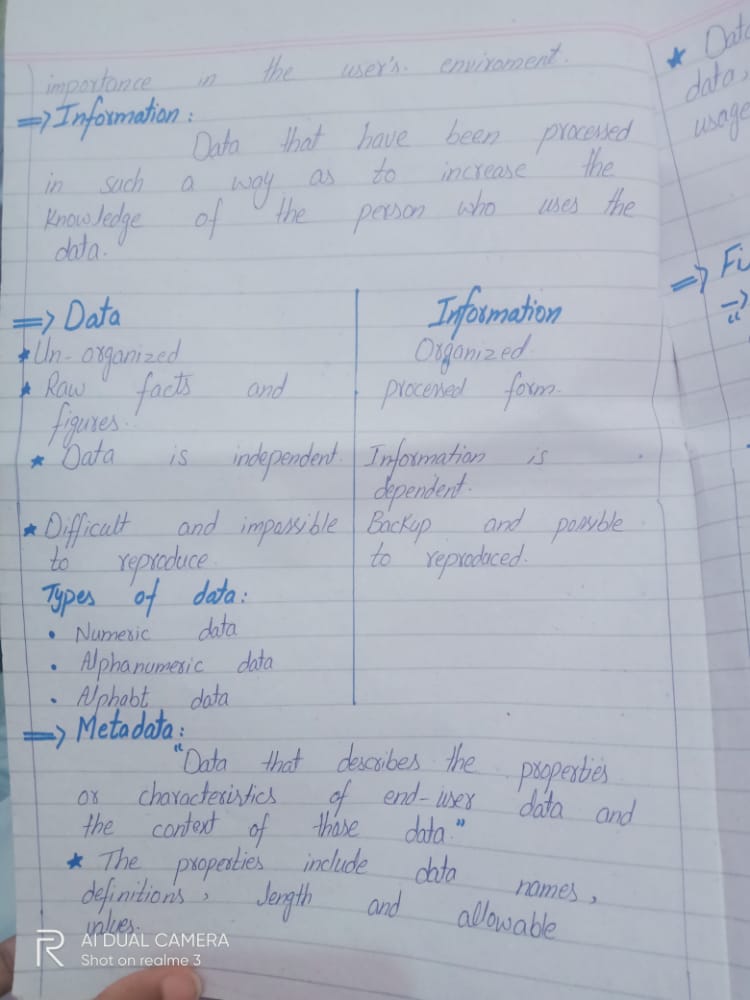 importance in the user's. enviroment.
⇒ Information:
Data that have been processed
in such a way as to increase the
knowledge of the person who uses the
data.
⇒ Data
★ Un-organized
★ Raw facts and
figures.
★ Data is independent.
★ Difficult and impossible
to reproduce
Information
Organized
processed form.
Information is
dependent.
Backup and possible
to reproduced.
Types of data:
• Numeric data
• Alphanumeric data
• Alphabt data
⇒ Metadata:
"Data that describes the properties
or characteristics of end-user data and
the context of those data."
★ The properties include data names,
definitions, length and allowable
values.
★ Data
data,
usage
⇒ Fi
AI DUAL CAMERA
Shot on realme 3